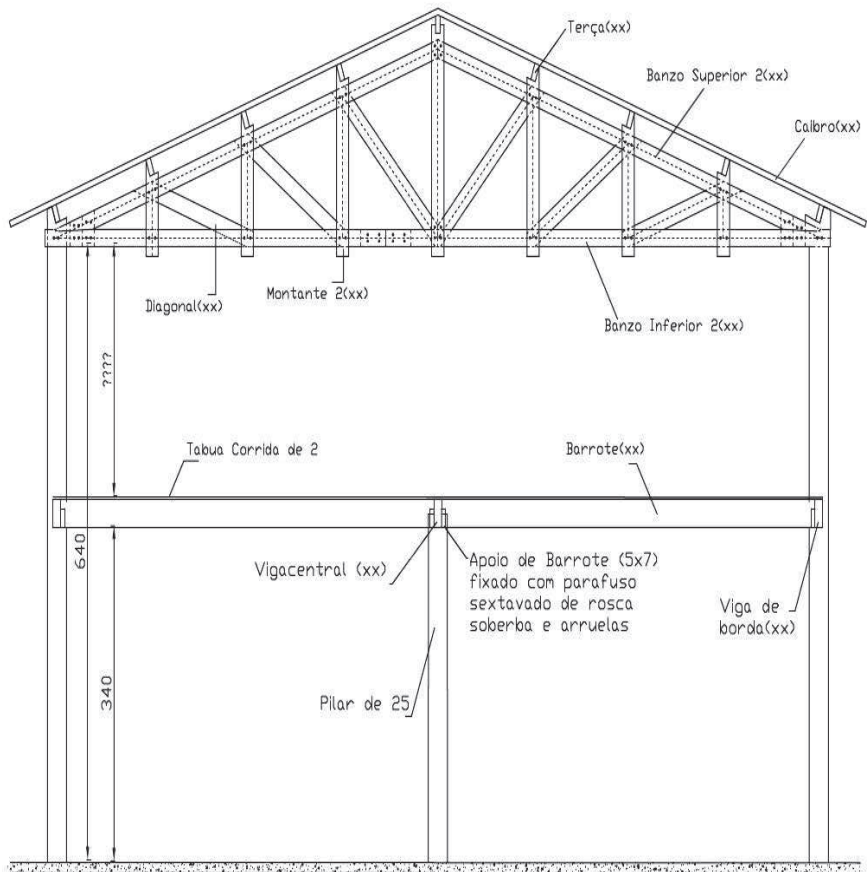 Terça(xx)
Banzo Superior 2(xx)
Caibro(xx)
Diagonal(xx)
Montante 2(xx)
Banzo Inferior 2(xx)
????
Tabua Corrida de 2
Barrote(xx)
640
Vigacentral (xx)
Apoio de Barrote (5x7)
fixado com parafuso
sextavado de rosca
soberba e arruelas
Viga de
borda(xx)
340
Pilar de 25